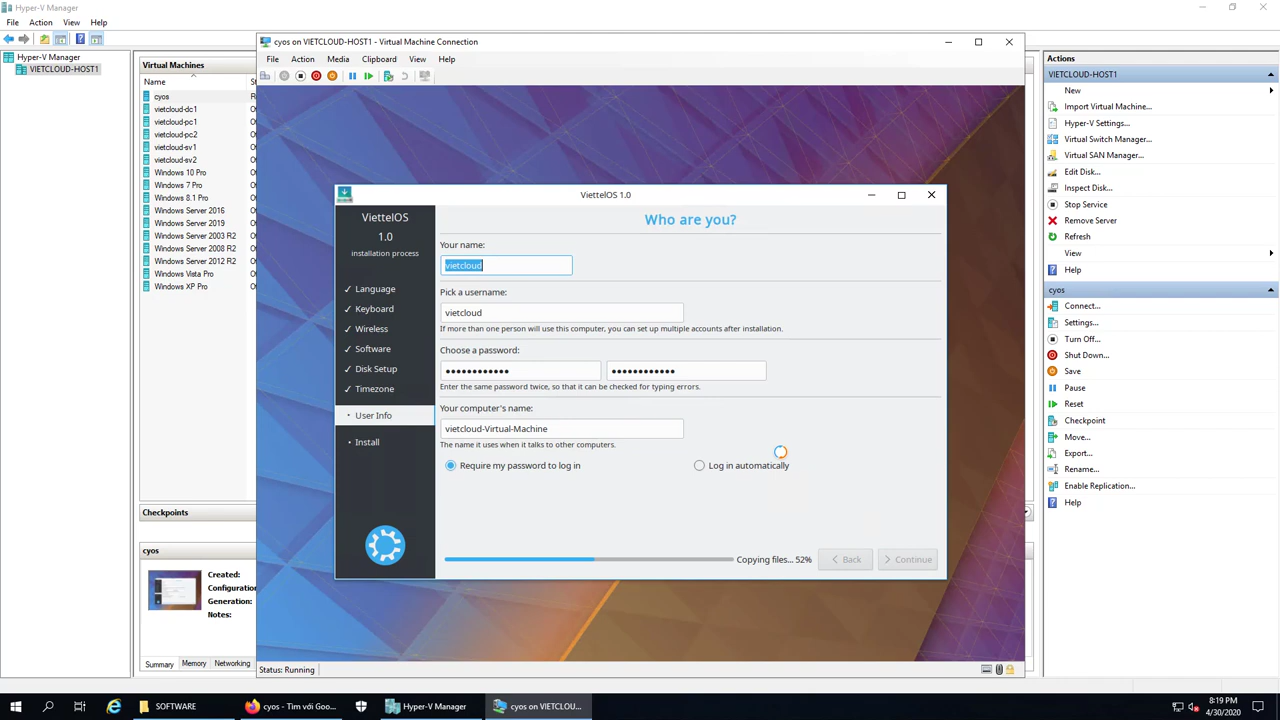 Hyper-V Manager
File Action View Help
Hyper-V Manager
VIETCLOUD-HOST1
Virtual Machines
Name
cyos
vietcloud-dc1
vietcloud-pc1
vietcloud-pc2
vietcloud-sv1
vietcloud-sv2
Windows 10 Pro
Windows 7 Pro
Windows 8.1 Pro
Windows Server 2016
Windows Server 2019
Windows Server 2003 R2
Windows Server 2008 R2
Windows Server 2012 R2
Windows Vista Pro
Windows XP Pro
Checkpoints
cyos
Created:
Configuration
Generation:
Notes:
Summary Memory Networking
cyos on VIETCLOUD-HOST1 - Virtual Machine Connection
File Action Media Clipboard View Help
ViettelOS 1.0
ViettelOS
1.0
installation process
✓ Language
✓ Keyboard
✓ Wireless
✓ Software
✓ Disk Setup
✓ Timezone
· User Info
· Install
Who are you?
Your name:
vietcloud
Pick a username:
vietcloud
If more than one person will use this computer, you can set up multiple accounts after installation.
Choose a password:
●●●●●●●●●●●● ●●●●●●●●●●●●
Enter the same password twice, so that it can be checked for typing errors.
Your computer's name:
vietcloud-Virtual-Machine
The name it uses when it talks to other computers.
Require my password to log in Log in automatically
Copying files... 52% Back Continue
Status: Running
Actions
VIETCLOUD-HOST1
New
Import Virtual Machine...
Hyper-V Settings...
Virtual Switch Manager...
Virtual SAN Manager...
Edit Disk...
Inspect Disk...
Stop Service
Remove Server
Refresh
View
Help
cyos
Connect...
Settings...
Turn Off...
Shut Down...
Save
Pause
Reset
Checkpoint
Move...
Export...
Rename...
Enable Replication...
Help
SOFTWARE cyos - Tìm với Goo... Hyper-V Manager cyos on VIETCLOU...
8:19 PM
4/30/2020